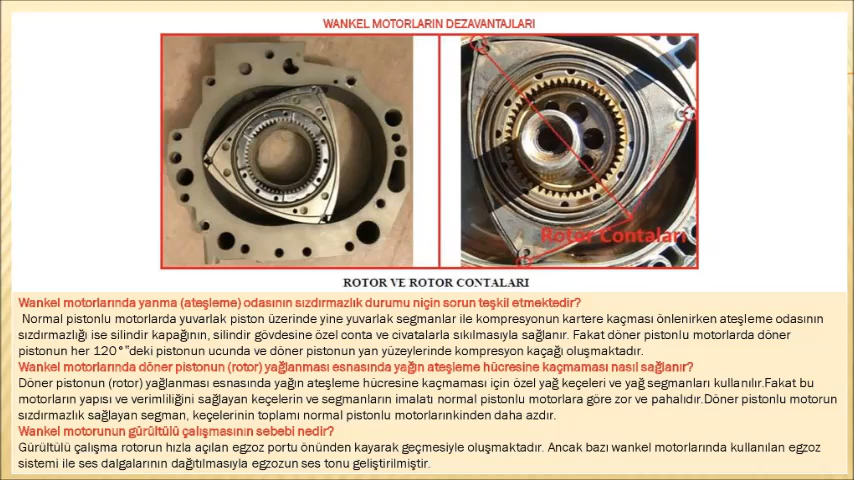 WANKEL MOTORLARIN DEZAVANTAJLARI
Rotor Contaları
ROTOR VE ROTOR CONTALARI
Wankel motorlarında yanma (ateşleme) odasının sızdırmazlık durumu niçin sorun teşkil etmektedir?
Normal pistonlu motorlarda yuvarlak piston üzerinde yine yuvarlak segmanlar ile kompresyonun kartere kaçması önlenirken ateşleme odasının
sızdırmazlığı ise silindir kapağının, silindir gövdesine özel conta ve civatalarla sıkılmasıyla sağlanır. Fakat döner pistonlu motorlarda döner
pistonun her 120°"deki pistonun ucunda ve döner pistonun yan yüzeylerinde kompresyon kaçağı oluşmaktadır.
Wankel motorlarında döner pistonun (rotor) yağlanması esnasında yağın ateşleme hücresine kaçmaması nasıl sağlanır?
Döner pistonun (rotor) yağlanması esnasında yağın ateşleme hücresine kaçmaması için özel yağ keçeleri ve yağ segmanları kullanılır.Fakat bu
motorların yapısı ve verimliliğini sağlayan keçelerin ve segmanların imalatı normal pistonlu motorlara göre zor ve pahalıdır.Döner pistonlu motorun
sızdırmazlık sağlayan segman, keçelerinin toplamı normal pistonlu motorlarınkinden daha azdır.
Wankel motorunun gürültülü çalışmasının sebebi nedir?
Gürültülü çalışma rotorun hızla açılan egzoz portu önünden kayarak geçmesiyle oluşmaktadır. Ancak bazı wankel motorlarında kullanılan egzoz
sistemi ile ses dalgalarının dağıtılmasıyla egzozun ses tonu geliştirilmiştir.